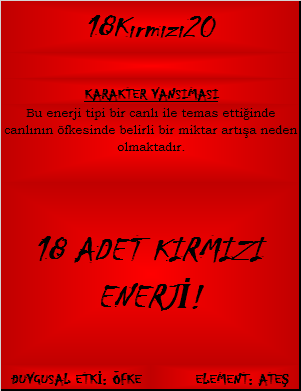 18Kırmızı20
KARAKTER YANSIMASI
Bu enerji tipi bir canlı ile temas ettiğinde
canlının öfkesinde belirli bir miktar artışa neden
olmaktadır.
18 ADET KIRMIZI
ENERJİ!
DUYGUSAL ETKİ: ÖFKE
ELEMENT: ATEŞ